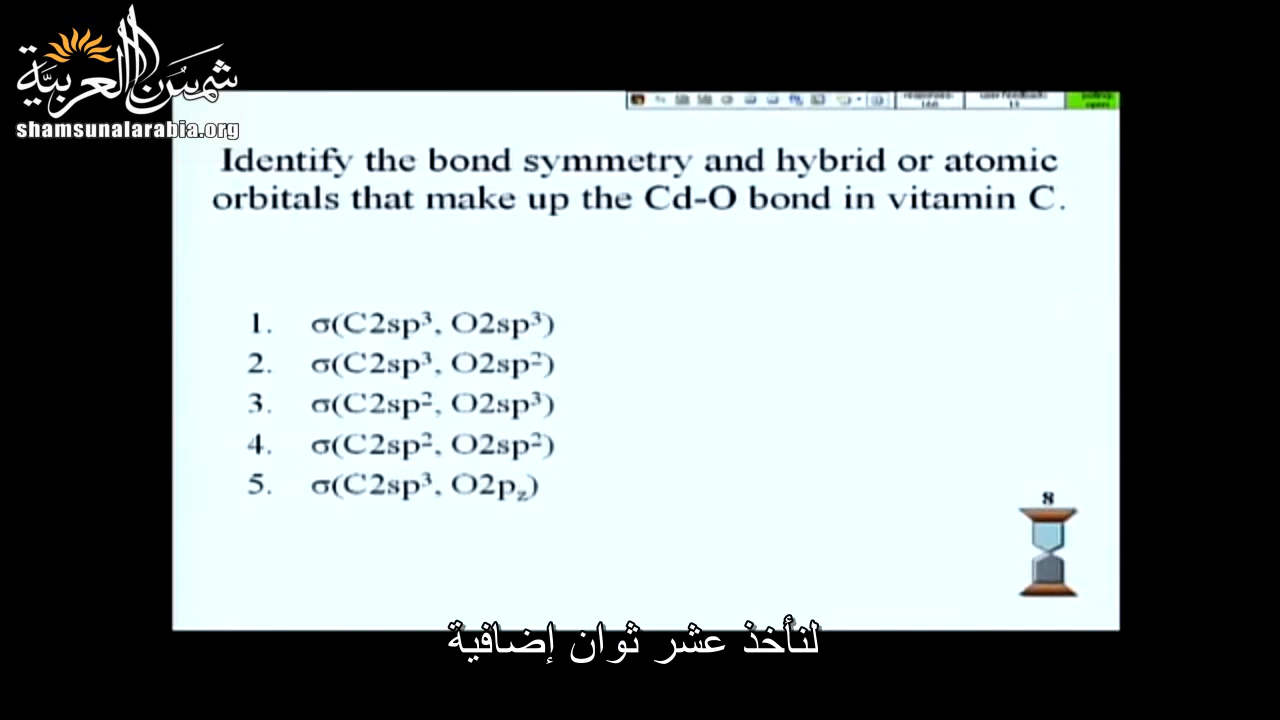 شمس العربية
shamsunalarabia.org
Identify the bond symmetry and hybrid or atomic
orbitals that make up the Cd-O bond in vitamin C.
1. σ(C2sp³, O2sp³)
2. σ(C2sp³, O2sp²)
3. σ(C2sp², O2sp³)
4. σ(C2sp², O2sp²)
5. σ(C2sp³, O2p_z)
8
لنأخذ عشر ثوان إضافية